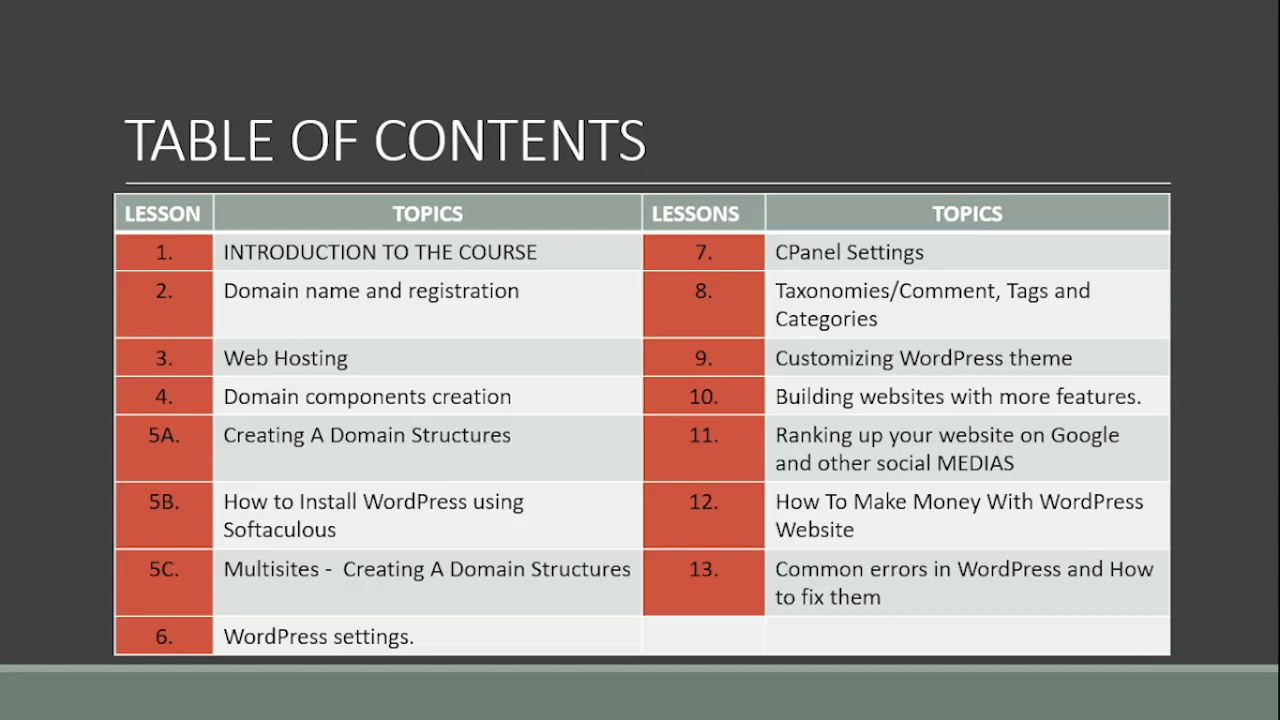 TABLE OF CONTENTS
LESSON TOPICS LESSONS TOPICS
1. INTRODUCTION TO THE COURSE 7. CPanel Settings
2. Domain name and registration 8. Taxonomies/Comment, Tags and
Categories
3. Web Hosting 9. Customizing WordPress theme
4. Domain components creation 10. Building websites with more features.
5A. Creating A Domain Structures 11. Ranking up your website on Google
and other social MEDIAS
5B. How to Install WordPress using 12. How To Make Money With WordPress
Softaculous Website
5C. Multisites - Creating A Domain Structures 13. Common errors in WordPress and How
to fix them
6. WordPress settings.